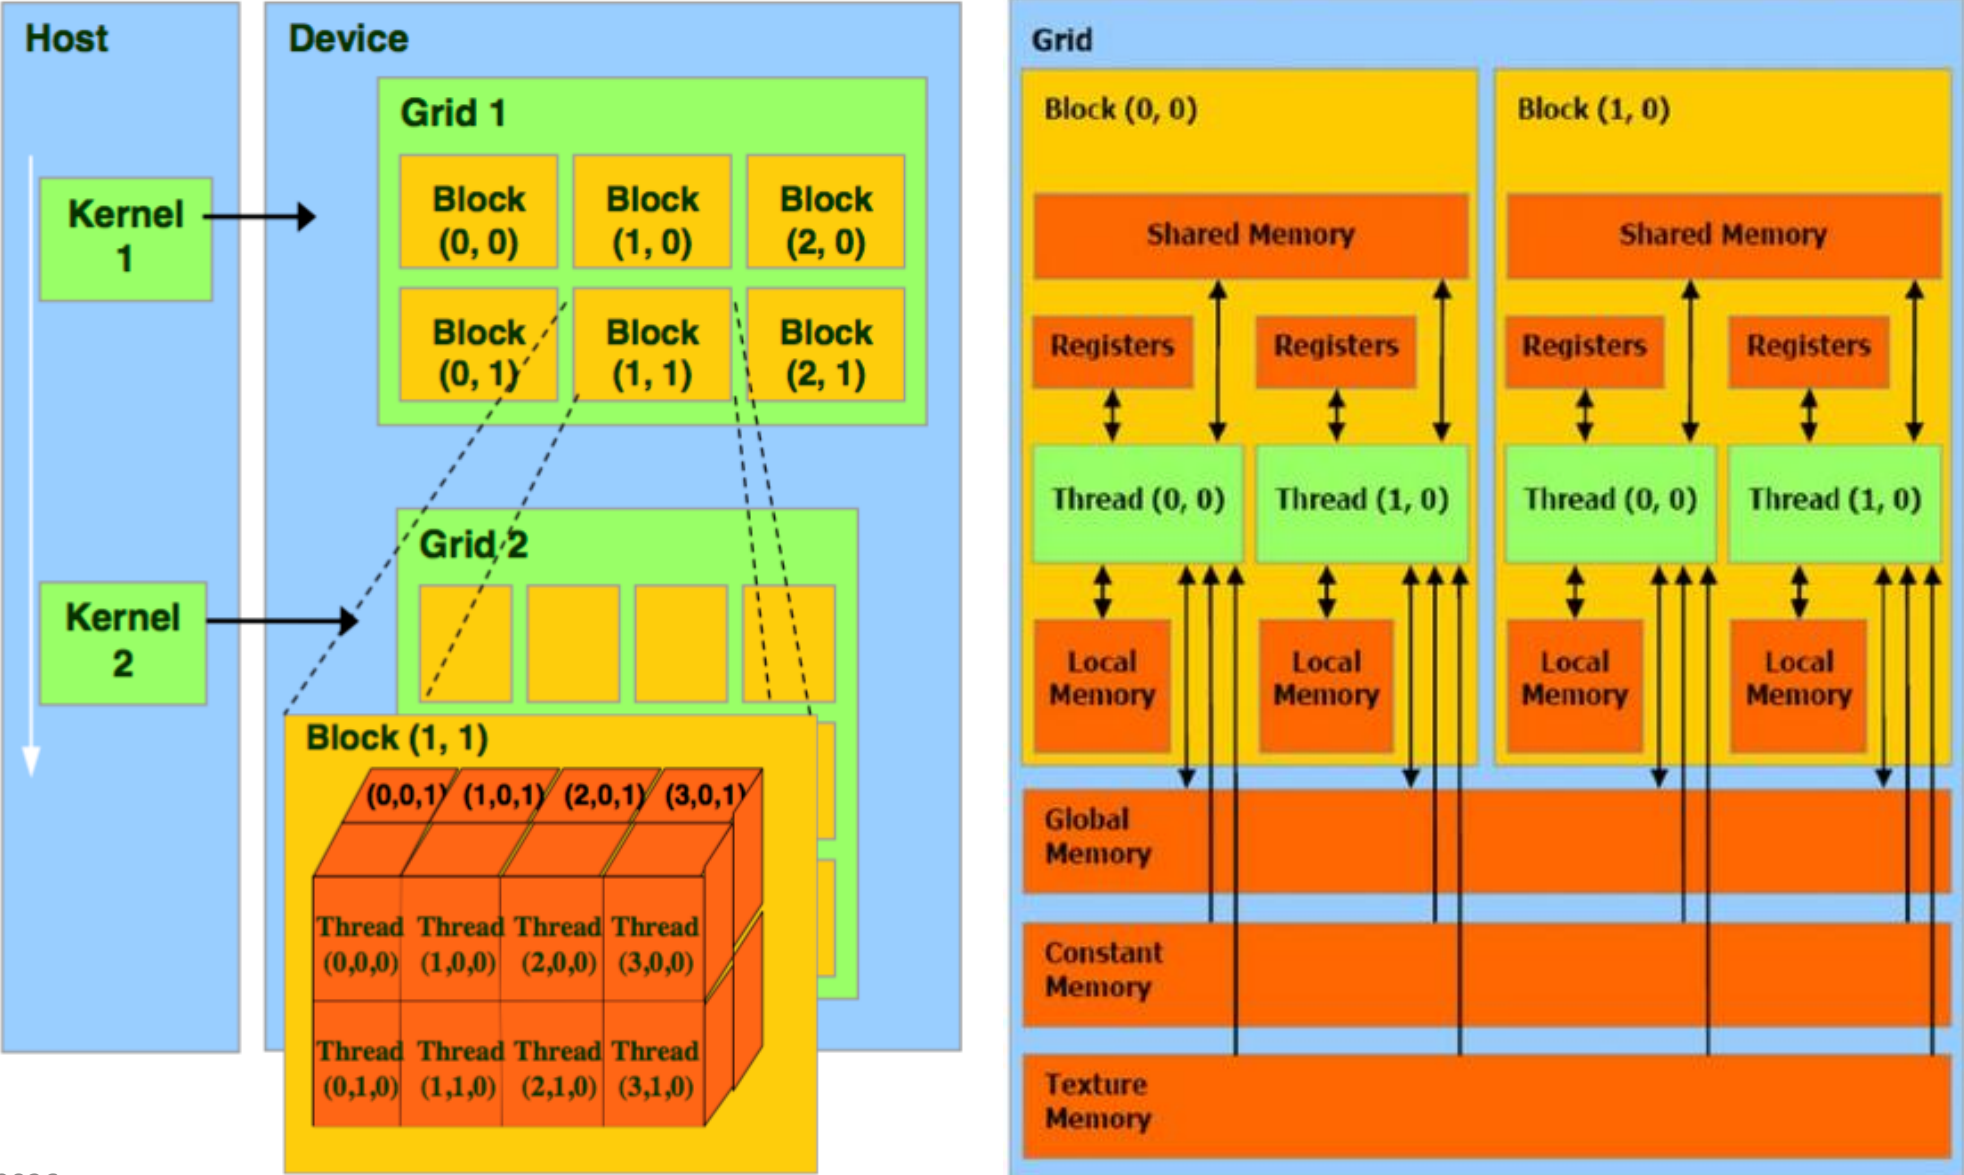 Host
Kernel
1
Kernel
2
Device
Grid 1
Block
(0, 0)
Block
(1, 0)
Block
(2, 0)
Block
(0, 1)
Block
(1, 1)
Block
(2, 1)
Grid 2
Block (1, 1)
(0,0,1) (1,0,1) (2,0,1) (3,0,1)
Thread
(0,0,0)
Thread
(1,0,0)
Thread
(2,0,0)
Thread
(3,0,0)
Thread
(0,1,0)
Thread
(1,1,0)
Thread
(2,1,0)
Thread
(3,1,0)
Grid
Block (0, 0)
Shared Memory
Registers
Registers
Thread (0, 0)
Thread (1, 0)
Local
Memory
Local
Memory
Block (1, 0)
Shared Memory
Registers
Registers
Thread (0, 0)
Thread (1, 0)
Local
Memory
Local
Memory
Global
Memory
Constant
Memory
Texture
Memory